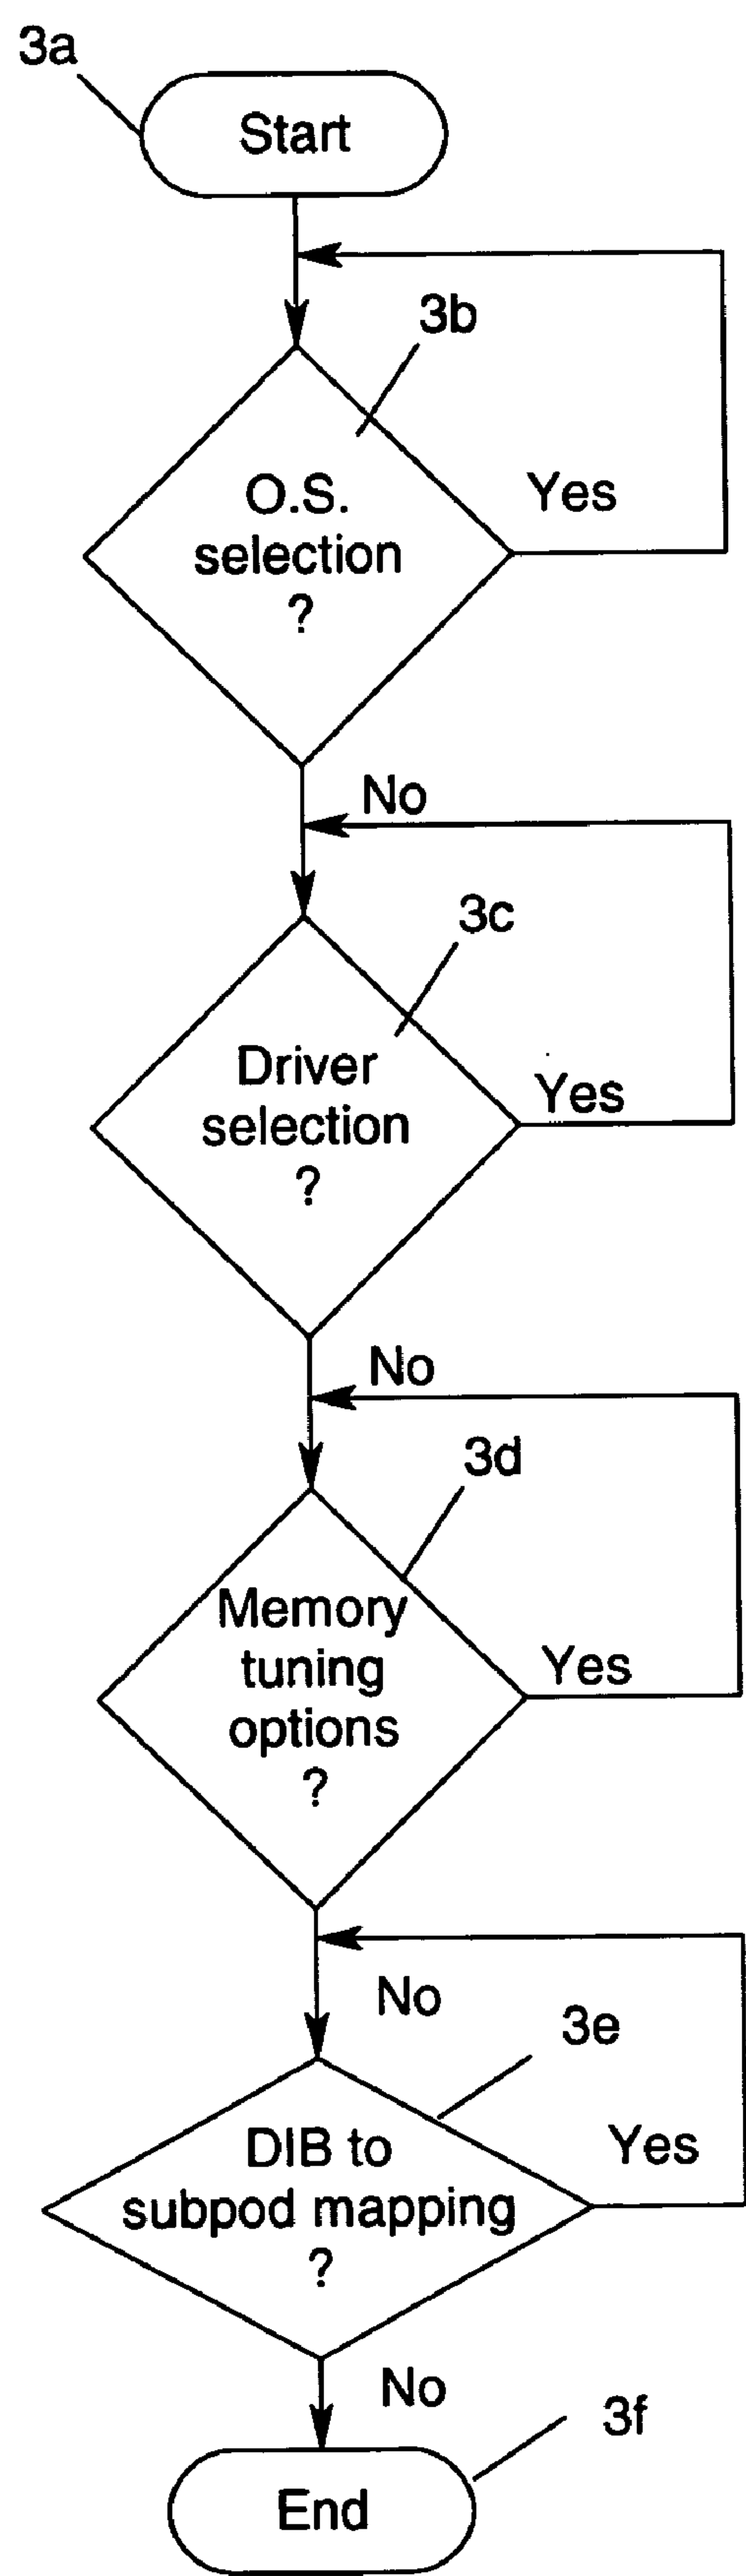 3a
Start
3b
O.S.
selection
?
Yes
No
3c
Driver
selection
?
Yes
No
3d
Memory
tuning
options
?
Yes
No
3e
DIB to
subpod mapping
?
Yes
No
3f
End